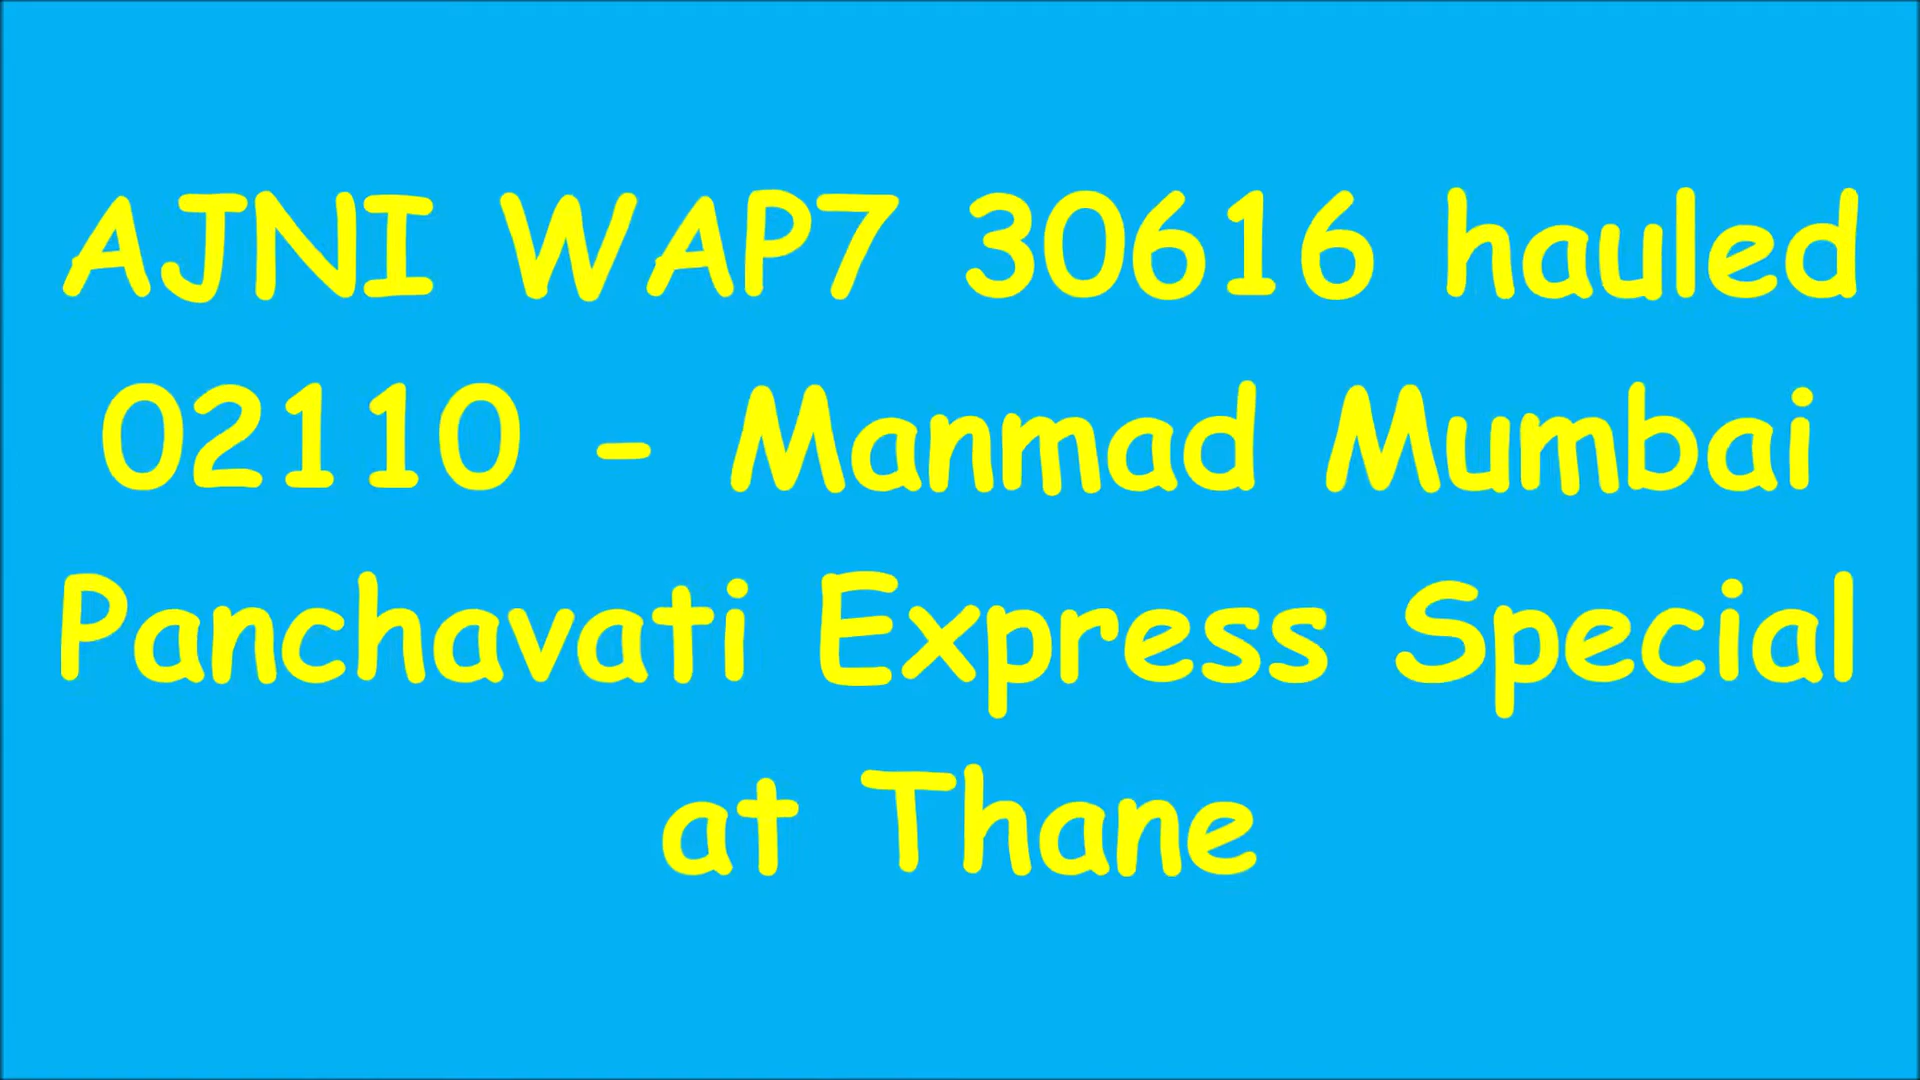 AJNI WAP7 30616 hauled
02110 - Manmad Mumbai
Panchavati Express Special
at Thane